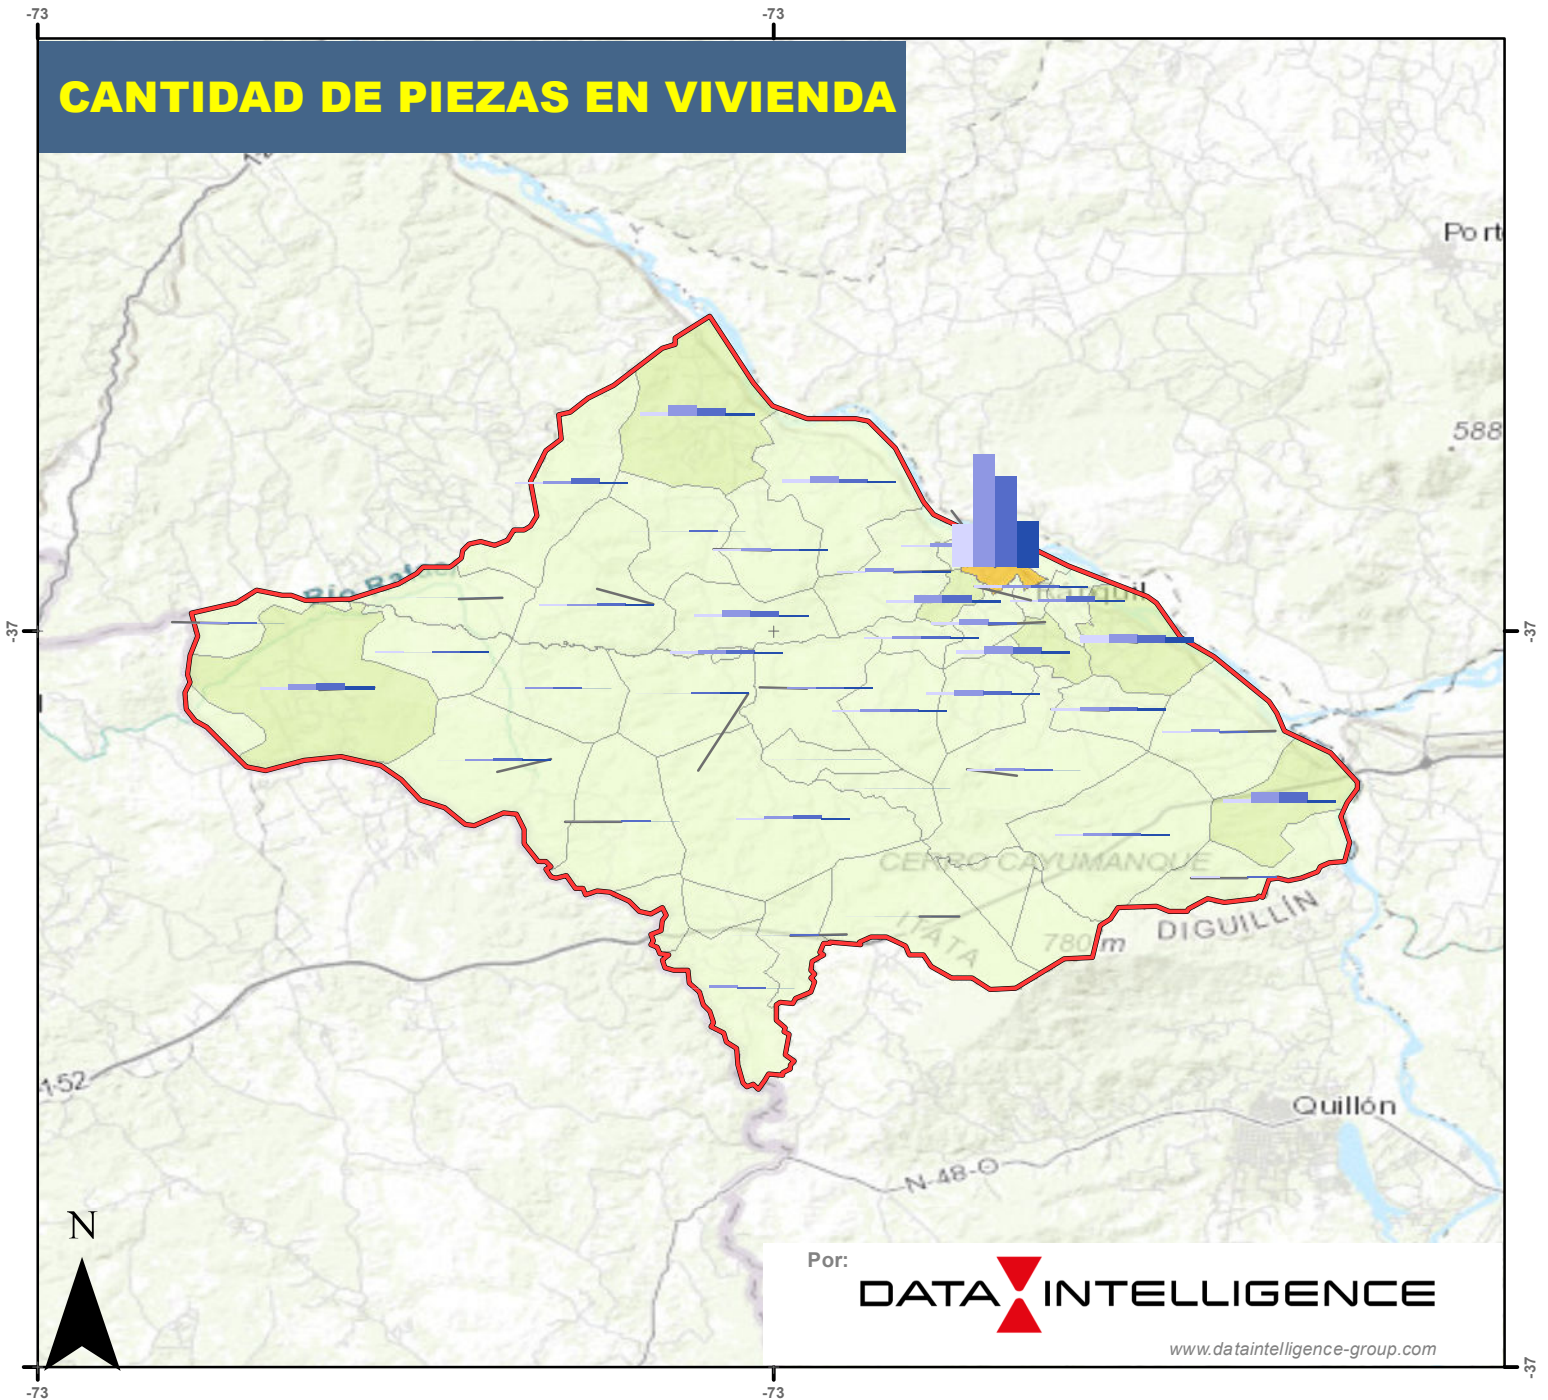 -73
-73
CANTIDAD DE PIEZAS EN VIVIENDA
Port
588
-37
-37
CERRO CAYUMANQUE
ITATA
780 m
DIGUILLÍN
152
Quillón
N-48-O
N
Por:
DATA INTELLIGENCE
www.dataintelligence-group.com
-37
-73
-73